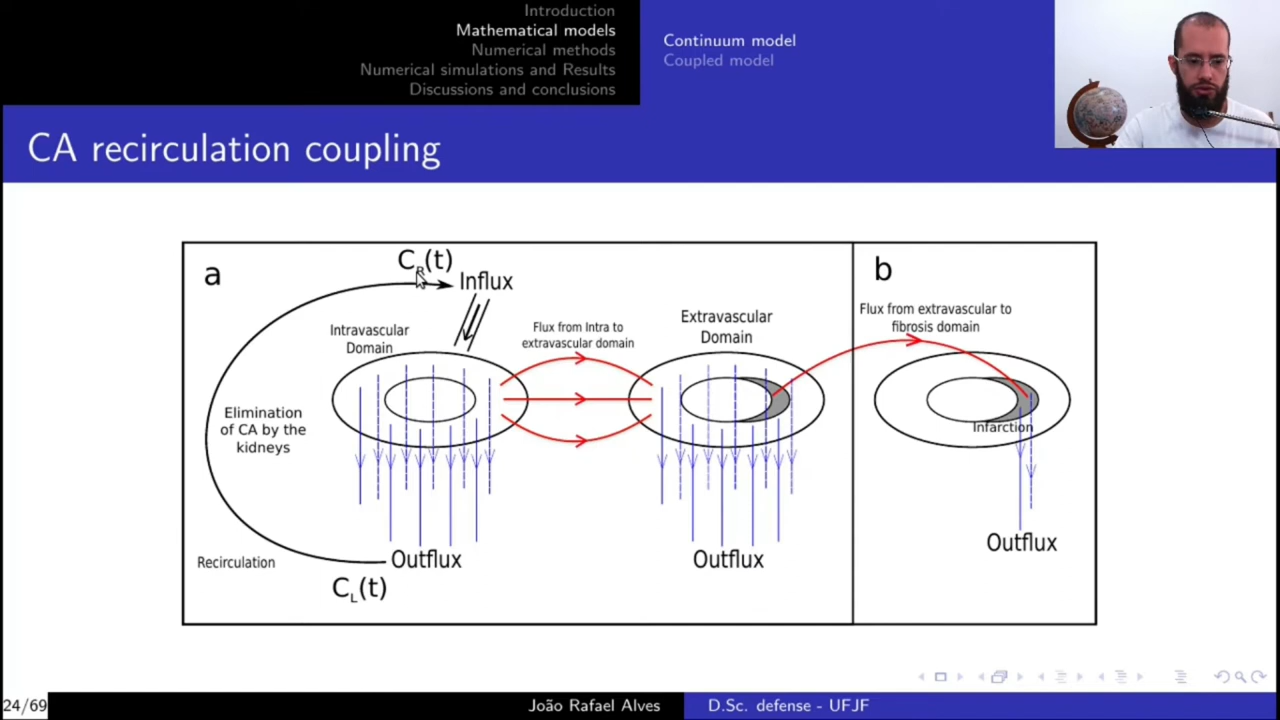 Introduction
Mathematical models
Numerical methods
Numerical simulations and Results
Discussions and conclusions
Continuum model
Coupled model
CA recirculation coupling
a
C_R(t)
Influx
Intravascular
Domain
Flux from Intra to
extravascular domain
Extravascular
Domain
Elimination
of CA by the
kidneys
Recirculation
Outflux
C_L(t)
Outflux
b
Flux from extravascular to
fibrosis domain
Infarction
Outflux
24/69
João Rafael Alves
D.Sc. defense - UFJF